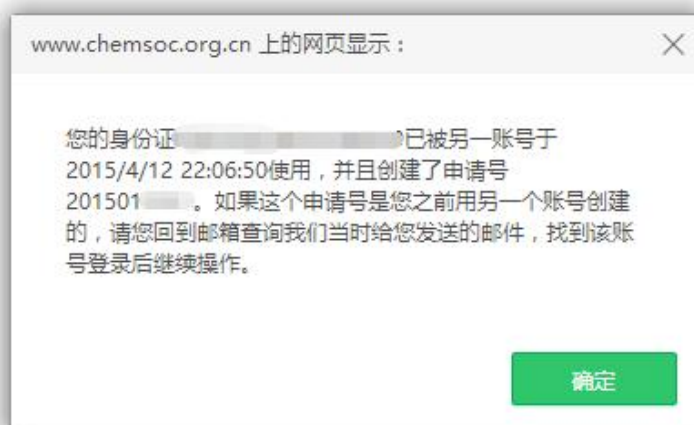 www.chemsoc.org.cn 上的网页显示：
您的身份证 已被另一账号于
2015/4/12 22:06:50使用，并且创建了申请号
201501 。如果这个申请号是您之前用另一个账号创建
的，请您回到邮箱查询我们当时给您发送的邮件，找到该账
号登录后继续操作。
确定